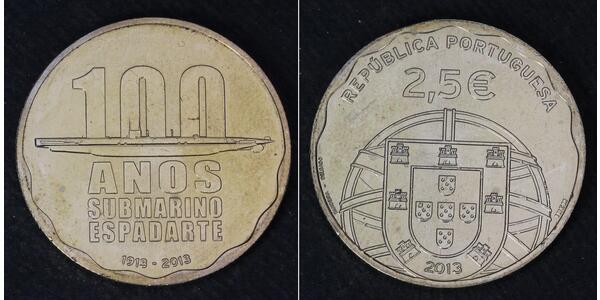 100
ANOS
SUBMARINO
ESPADARTE
1913 - 2013
REPÚBLICA PORTUGUESA
2,5€
2013